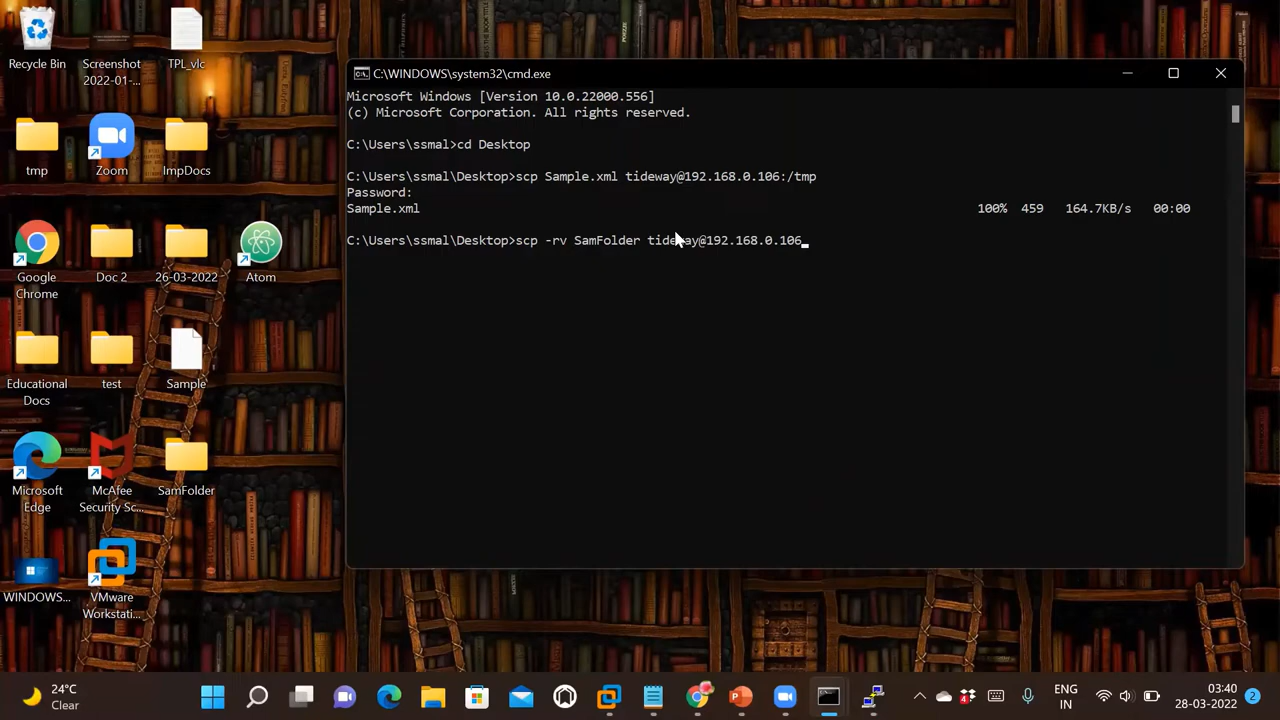 Recycle Bin
Screenshot
2022-01-...
TPL_vlc
tmp
Zoom
ImpDocs
Google
Chrome
Doc 2
26-03-2022
Atom
Educational
Docs
test
Sample
Microsoft
Edge
McAfee
Security Sc...
SamFolder
WINDOWS...
VMware
Workstati...
C:\WINDOWS\system32\cmd.exe
Microsoft Windows [Version 10.0.22000.556]
(c) Microsoft Corporation. All rights reserved.
C:\Users\ssmal>cd Desktop
C:\Users\ssmal\Desktop>scp Sample.xml tideway@192.168.0.106:/tmp
Password:
Sample.xml 100% 459 164.7KB/s 00:00
C:\Users\ssmal\Desktop>scp -rv SamFolder tideway@192.168.0.106_
24°C
Clear
ENG
IN
03:40
28-03-2022
2